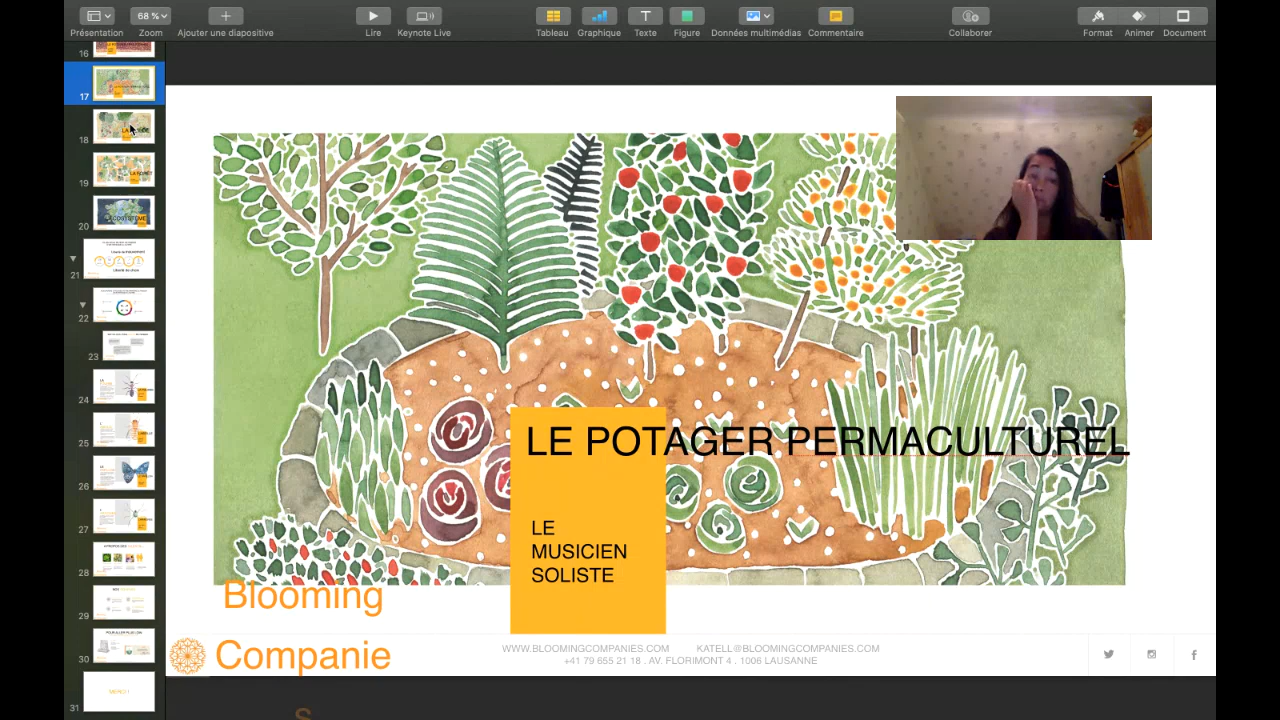 68 %
Présentation
Zoom
Ajouter une diapositive
Lire
Keynote Live
Tableau
Graphique
Texte
Figure
Données multimédias
Commentaire
Collaborer
Format
Animer
Document
16
17
18
19
20
21
22
23
24
25
26
27
28
29
30
31
MERCI !
LE POTAGER PERMACULTUREL
LE
MUSICIEN
SOLISTE
Blooming
Companie
s
WWW.BLOOMINGCOMPANIES.COM KATELL@BLOOMINGCOMPANIES.COM
+41 79 655 21 18 . AV. FLORIMONT 4 . 1006 LAUSANNE